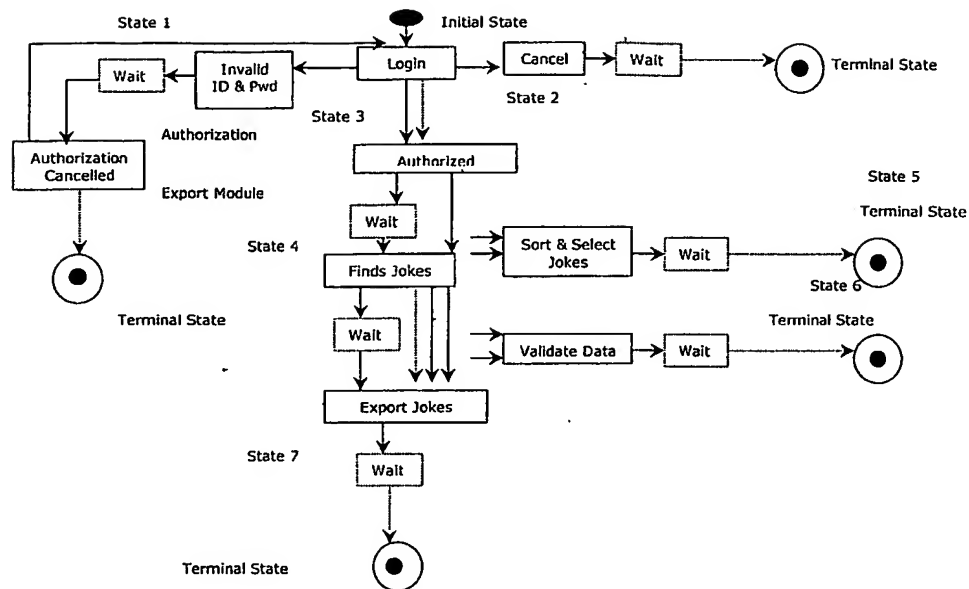 State 1
Initial State
Login
Cancel
Wait
Terminal State
Wait
Invalid
ID & Pwd
State 2
State 3
Authorization
Authorization
Cancelled
Authorized
Export Module
State 5
Terminal State
Wait
State 4
Sort & Select
Jokes
Wait
Finds Jokes
State 6
Terminal State
Terminal State
Wait
Validate Data
Wait
Export Jokes
State 7
Wait
Terminal State